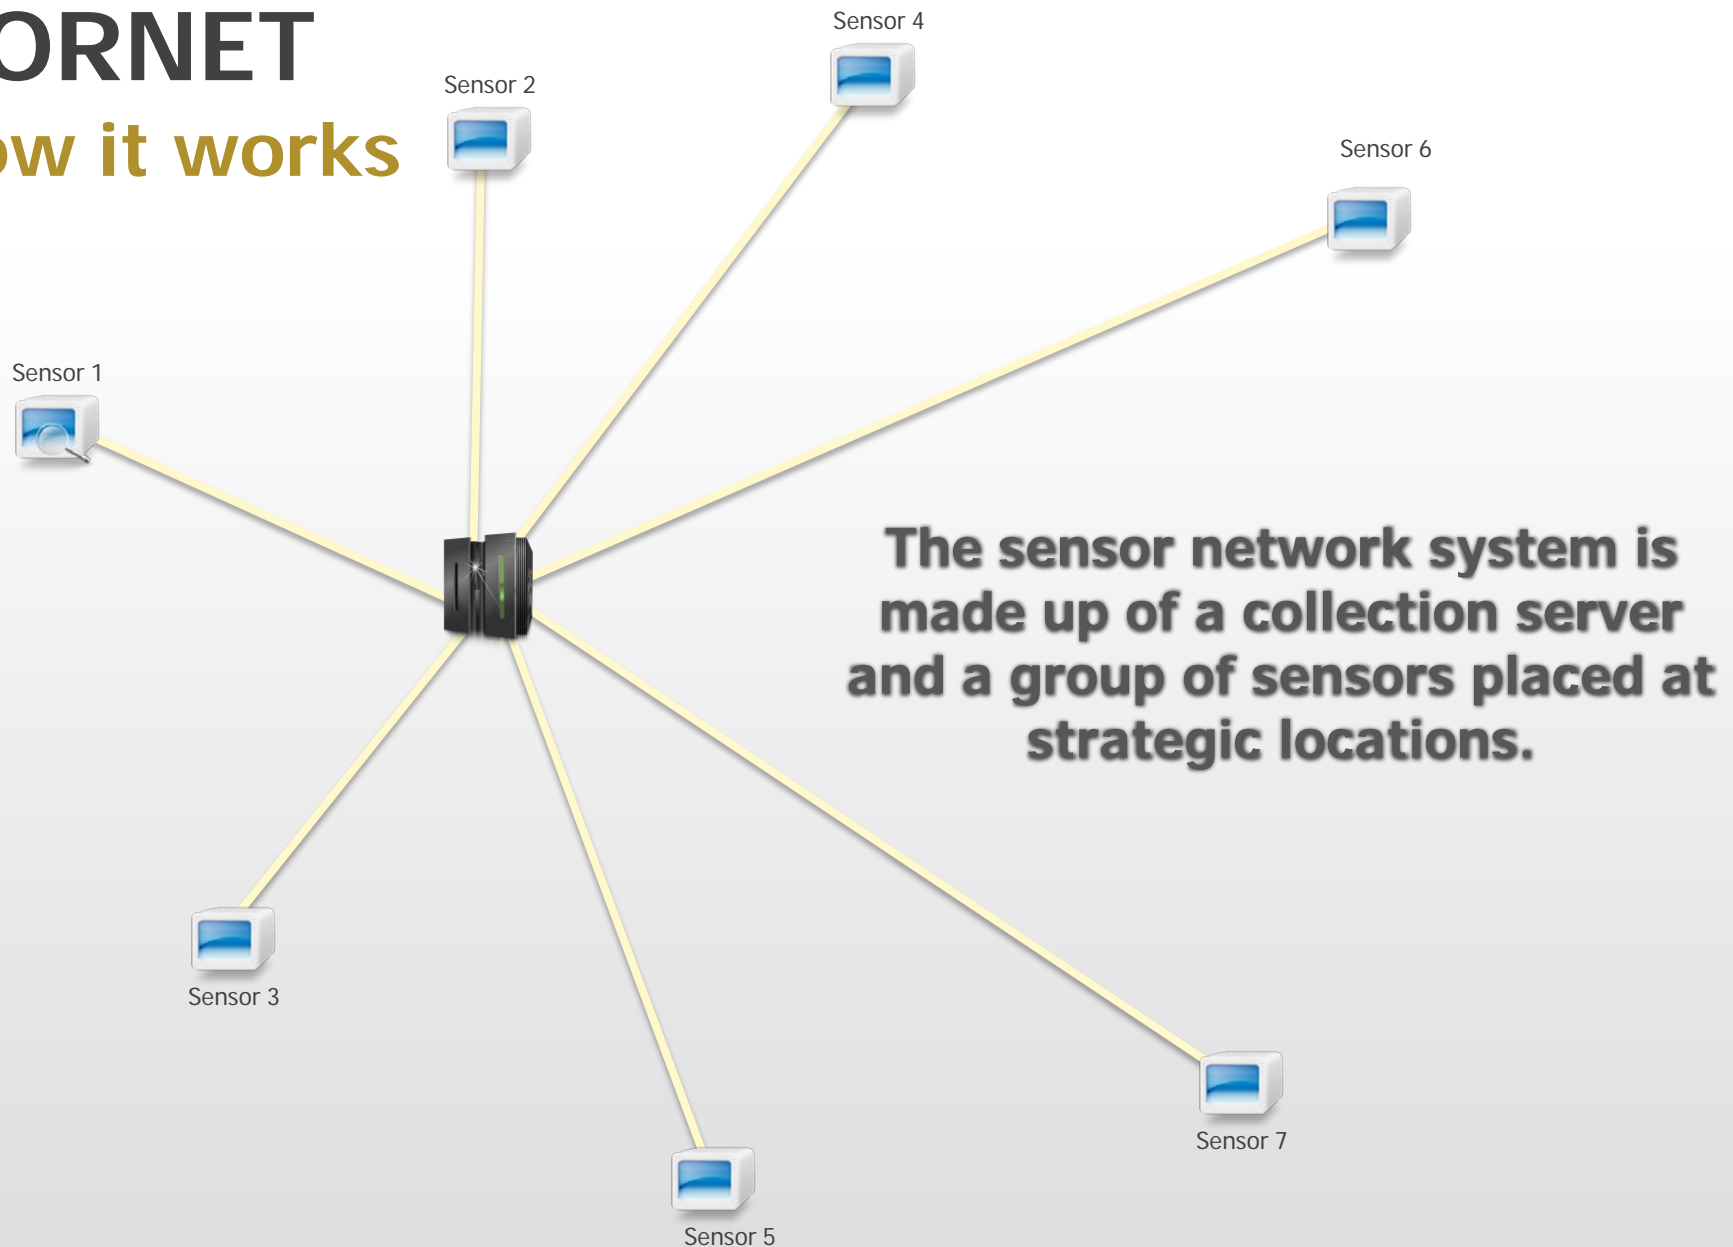 ORNET
ow it works
Sensor 4
Sensor 2
Sensor 6
Sensor 1
The sensor network system is
made up of a collection server
and a group of sensors placed at
strategic locations.
Sensor 3
Sensor 7
Sensor 5